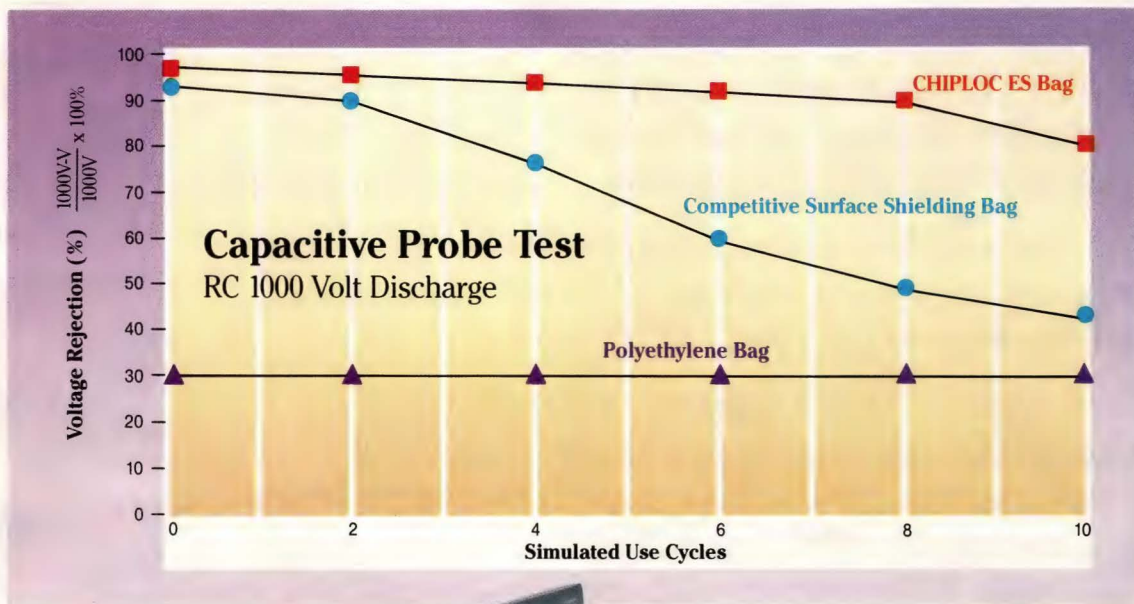 100
90
80
70
60
50
40
30
20
10
0
Voltage Rejection (%) 1000V-V / 1000V x 100%
CHIPLOC ES Bag
Competitive Surface Shielding Bag
Capacitive Probe Test
RC 1000 Volt Discharge
Polyethylene Bag
0 2 4 6 8 10
Simulated Use Cycles